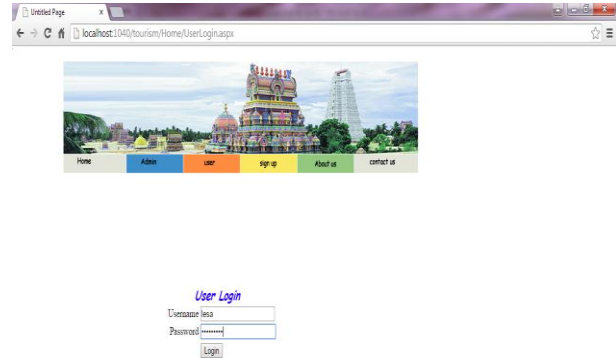 Untitled Page
localhost:1040/tourism/Home/UserLogin.aspx
Home Admin user sign up About us contact us
User Login
Username lesa
Password •••••••••
Login